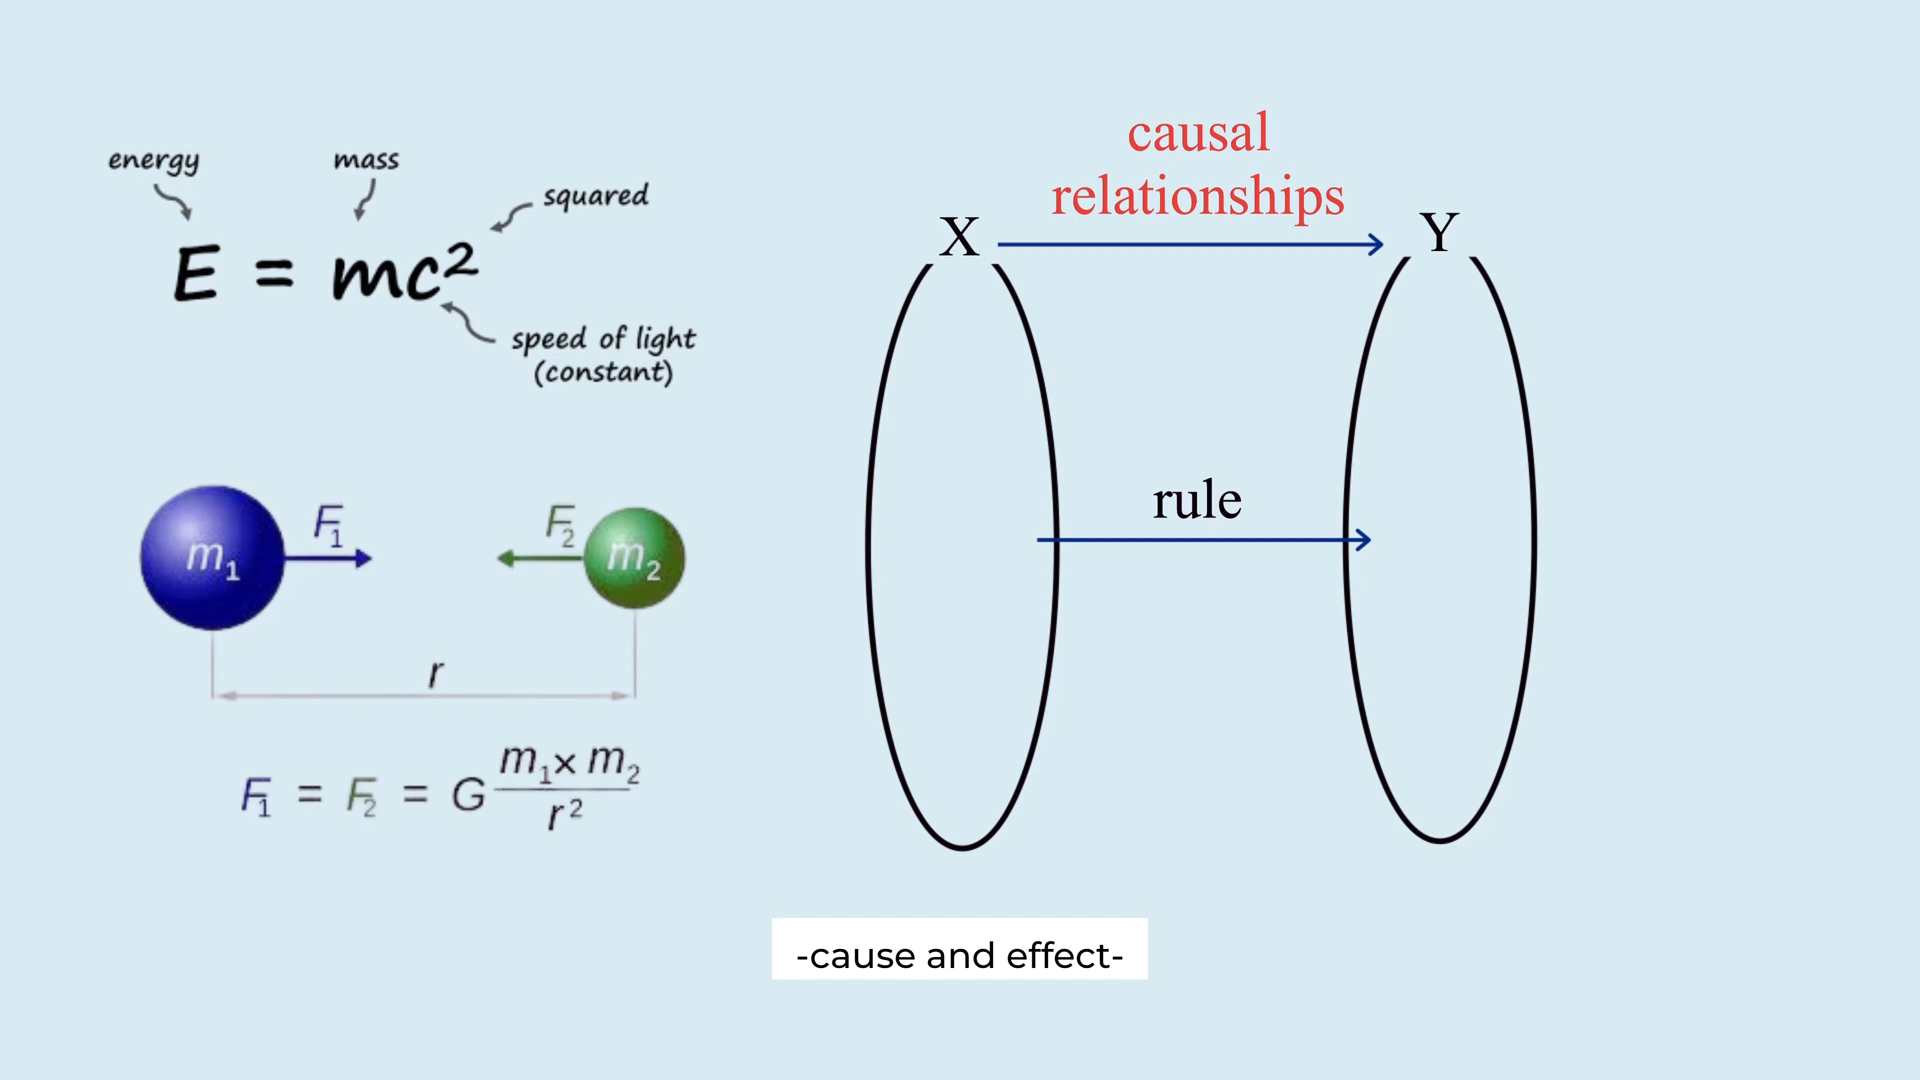 energy
mass
squared
E = mc²
speed of light
(constant)
m₁
F₁
F₂
m₂
r
F₁ = F₂ = G m₁ × m₂ / r²
causal
relationships
X
Y
rule
-cause and effect-